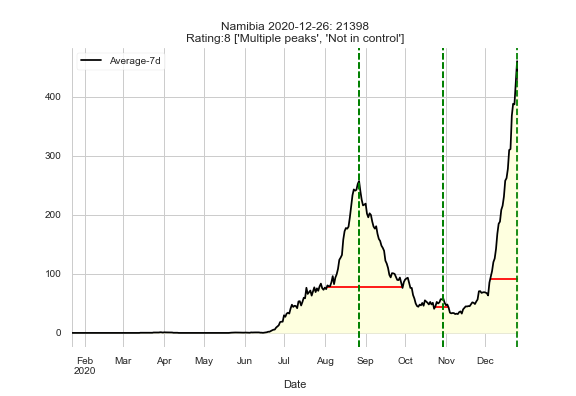 Namibia 2020-12-26: 21398
Rating:8 ['Multiple peaks', 'Not in control']
Average-7d
400
300
200
100
0
Feb Mar Apr May Jun Jul Aug Sep Oct Nov Dec
2020
Date